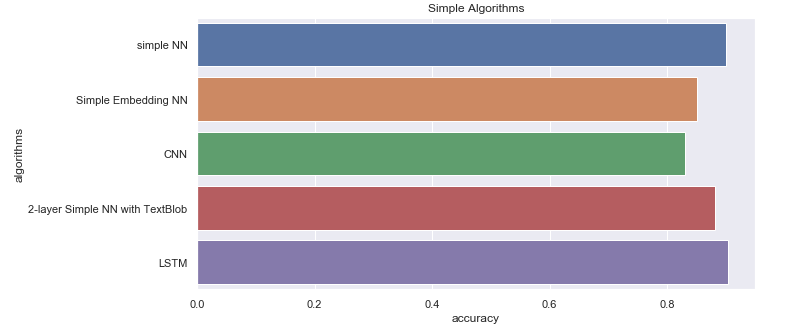 Simple Algorithms
algorithms
simple NN
Simple Embedding NN
CNN
2-layer Simple NN with TextBlob
LSTM
0.0 0.2 0.4 0.6 0.8
accuracy